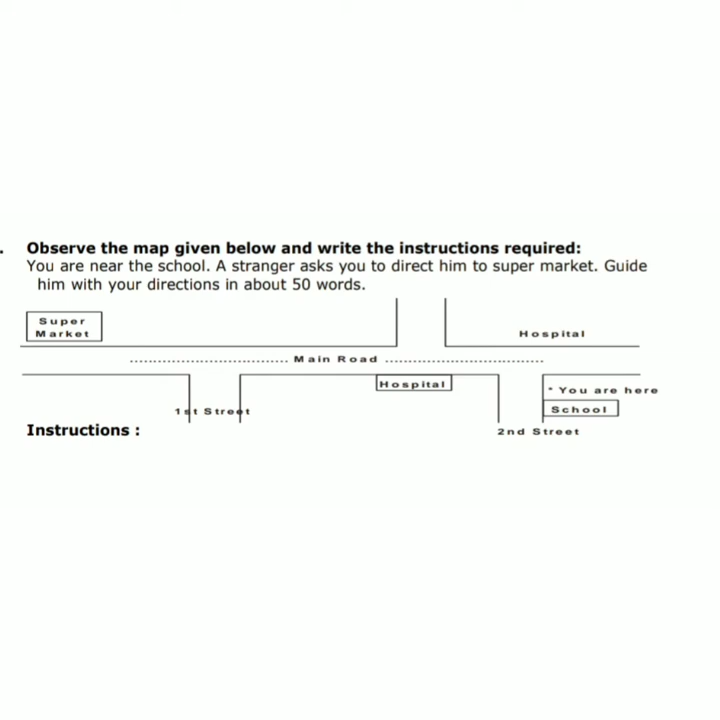 . Observe the map given below and write the instructions required:
You are near the school. A stranger asks you to direct him to super market. Guide
him with your directions in about 50 words.
Super
Market
Hospital
Main Road
Hospital
* You are here
School
1st Street
Instructions :
2nd Street